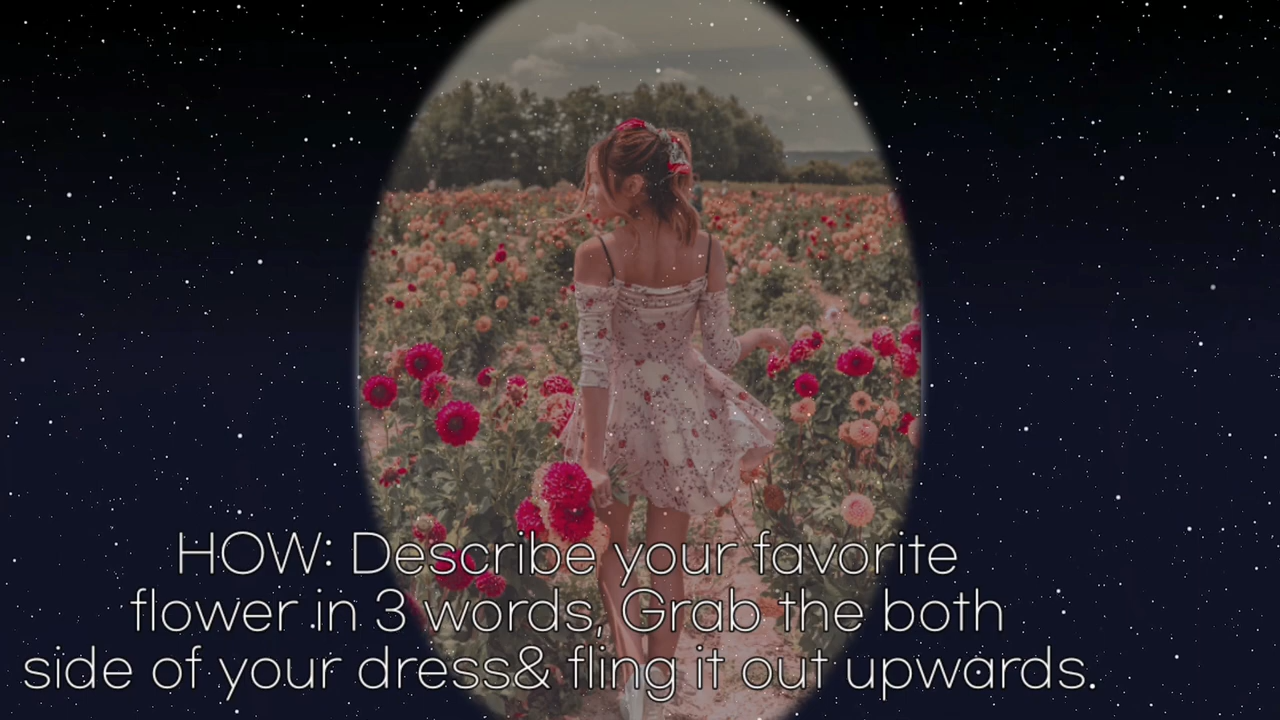 HOW: Describe your favorite
flower in 3 words, Grab the both
side of your dress& fling it out upwards.